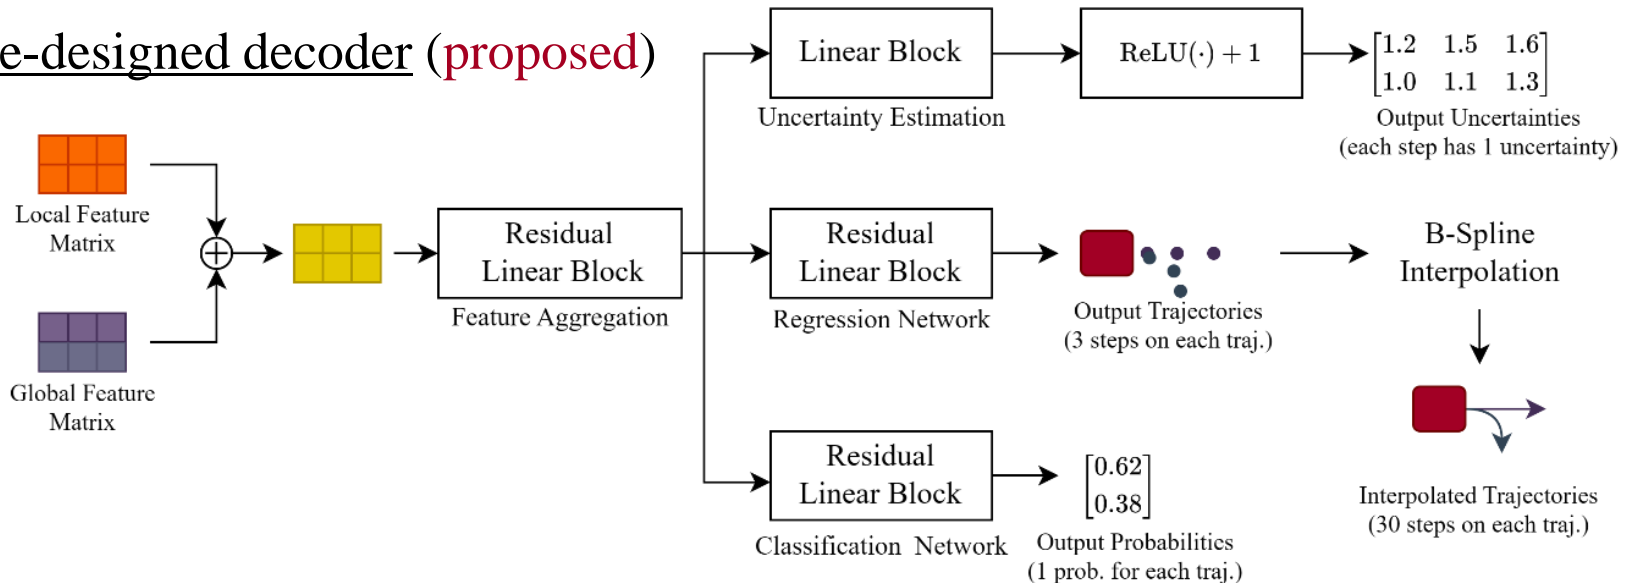 e-designed decoder (proposed)
Linear Block
Uncertainty Estimation
ReLU(·) + 1
1.2 1.5 1.6
1.0 1.1 1.3
Output Uncertainties
(each step has 1 uncertainty)
Local Feature
Matrix
Global Feature
Matrix
Residual
Linear Block
Feature Aggregation
Residual
Linear Block
Regression Network
Output Trajectories
(3 steps on each traj.)
B-Spline
Interpolation
Interpolated Trajectories
(30 steps on each traj.)
Residual
Linear Block
Classification Network
0.62
0.38
Output Probabilities
(1 prob. for each traj.)